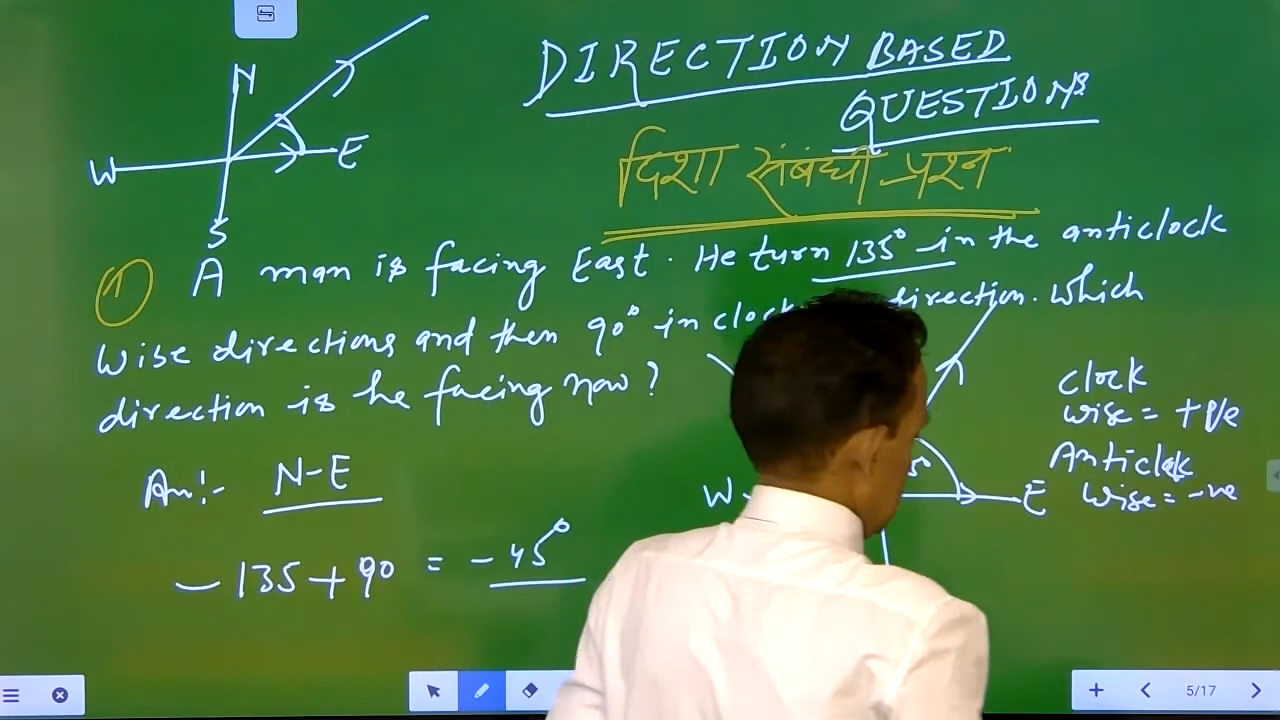 N
W
E
S
DIRECTION BASED
QUESTIONS
दिशा संबंधी प्रश्न
1 A man is facing East. He turn 135° in the anticlock
wise directions and then 90° in clock direction. which
direction is he facing now?
Ans:- N-E
- 135 + 90 = - 45°
W
E
clock
wise = +ve
Anticlock
wise = -ve
5/17